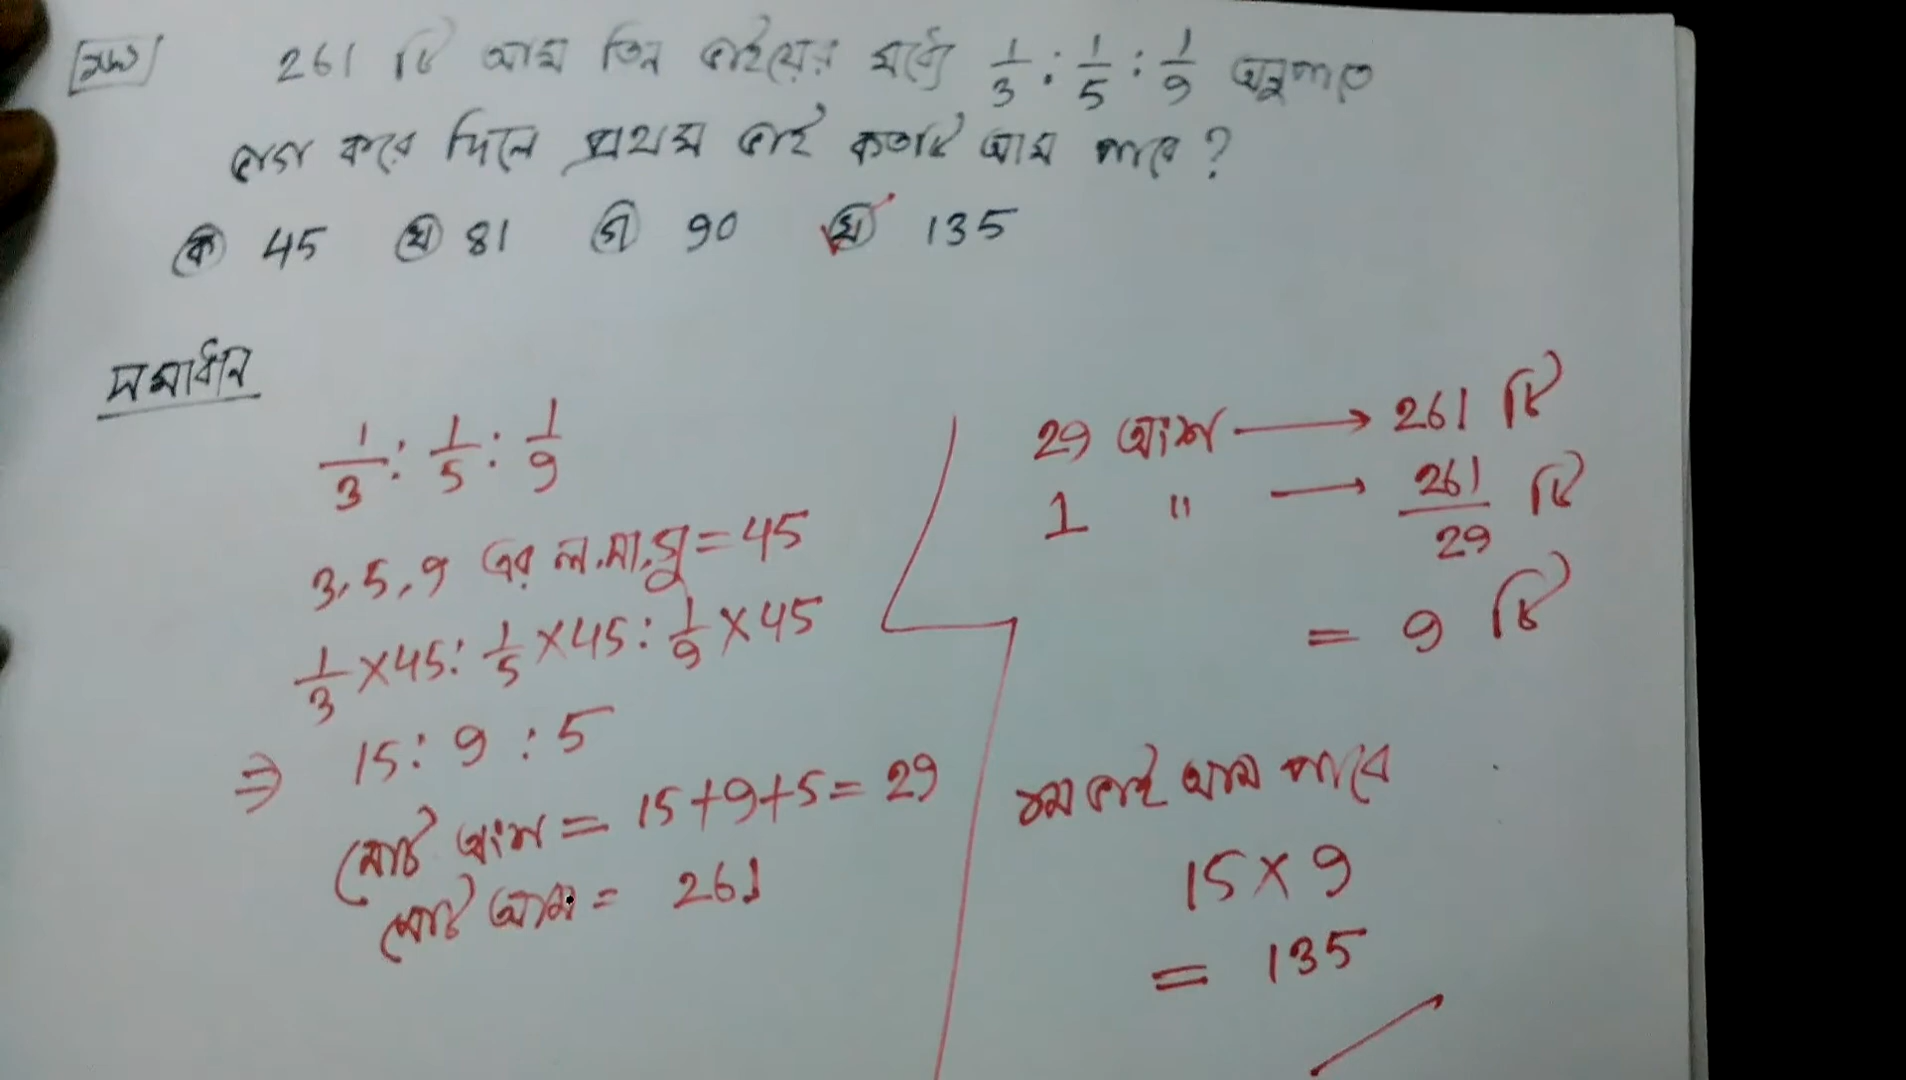 261 টি আম তিন ভাইয়ের মধ্যে 1/3 : 1/5 : 1/9 অনুপাতে
ভাগ করে দিলে প্রথম ভাই কতটি আম পাবে ?
ক 45 খ 81 গ 90 ঘ 135
সমাধান
1/3 : 1/5 : 1/9
3, 5, 9 এর ল.সা.গু = 45
1/3 × 45 : 1/5 × 45 : 1/9 × 45
⇒ 15 : 9 : 5
মোট অংশ = 15+9+5 = 29
মোট আম = 261
29 অংশ → 261 টি
1 " → 261/29 টি
= 9 টি
১ম ভাই আম পাবে
15 × 9
= 135